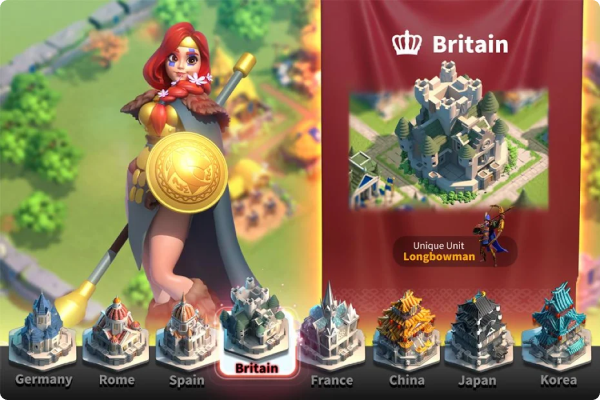 Britain
Unique Unit
Longbowman
Germany
Rome
Spain
Britain
France
China
Japan
Korea